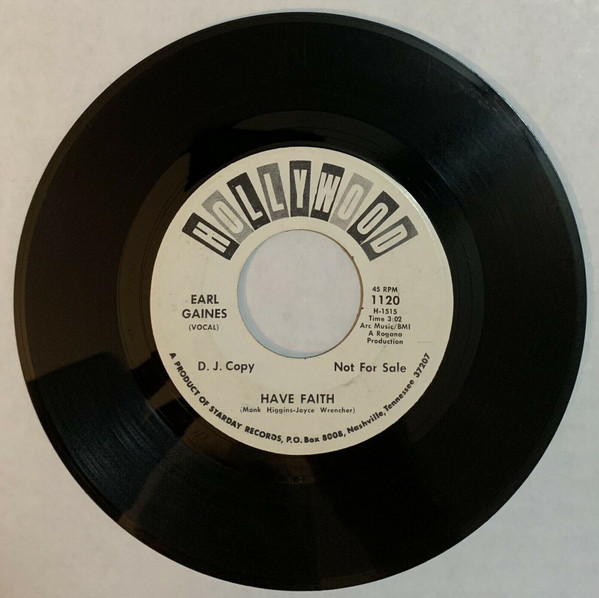 HOLLYWOOD
EARL
GAINES
(VOCAL)
45 RPM
1120
H-1515
Time 3:02
Arc Music/BMI
A Rogana
Production
D. J. Copy
Not For Sale
HAVE FAITH
(Monk Higgins-Jayce Wrencher)
A PRODUCT OF STARDAY RECORDS, P.O. Box 8008, Nashville, Tennessee 37207